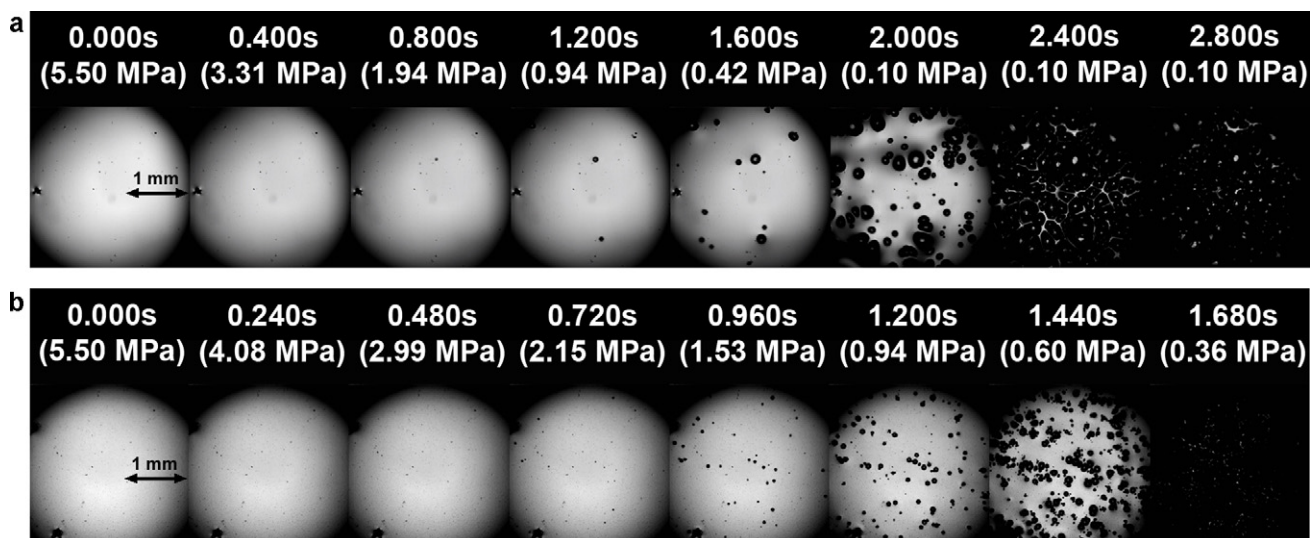 a
0.000s 0.400s 0.800s 1.200s 1.600s 2.000s 2.400s 2.800s
(5.50 MPa) (3.31 MPa) (1.94 MPa) (0.94 MPa) (0.42 MPa) (0.10 MPa) (0.10 MPa) (0.10 MPa)
1 mm
b
0.000s 0.240s 0.480s 0.720s 0.960s 1.200s 1.440s 1.680s
(5.50 MPa) (4.08 MPa) (2.99 MPa) (2.15 MPa) (1.53 MPa) (0.94 MPa) (0.60 MPa) (0.36 MPa)
1 mm